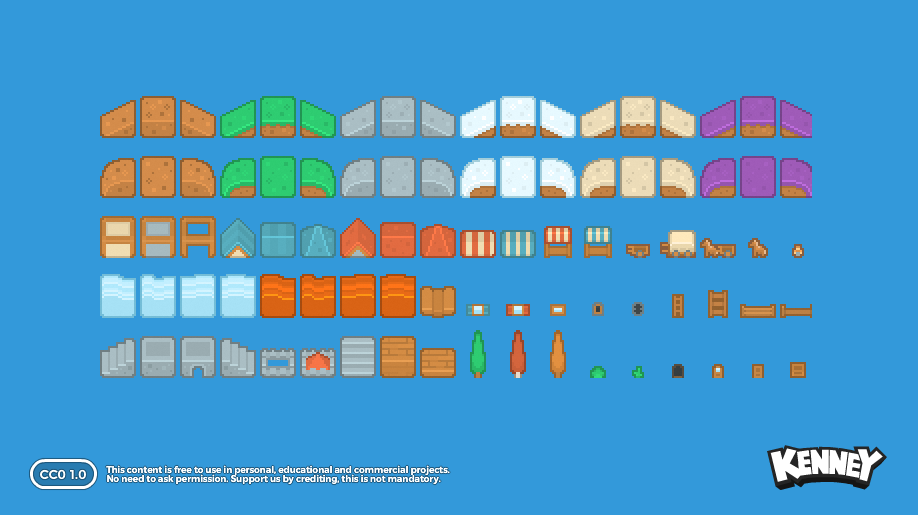 CC0 1.0
This content is free to use in personal, educational and commercial projects.
No need to ask permission. Support us by crediting, this is not mandatory.
KENNEY